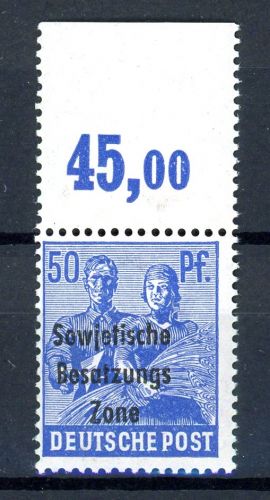 45,00
50 Pf.
Sowjetische
Besatzungs
Zone
DEUTSCHE POST